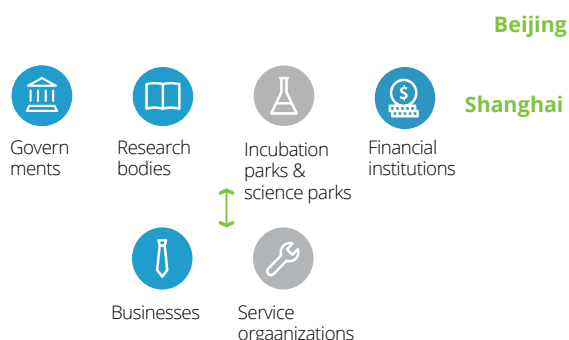 Beijing
Shanghai
Govern
ments
Research
bodies
Incubation
parks &
science parks
Financial
institutions
Businesses
Service
orgaanizations